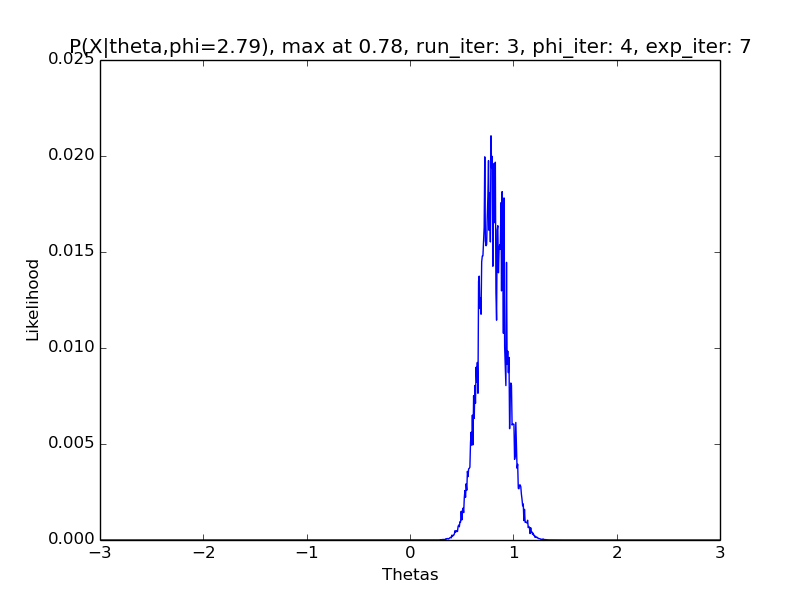 P(X|theta,phi=2.79), max at 0.78, run_iter: 3, phi_iter: 4, exp_iter: 7
0.025
0.020
0.015
0.010
0.005
0.000
Likelihood
−3 −2 −1 0 1 2 3
Thetas